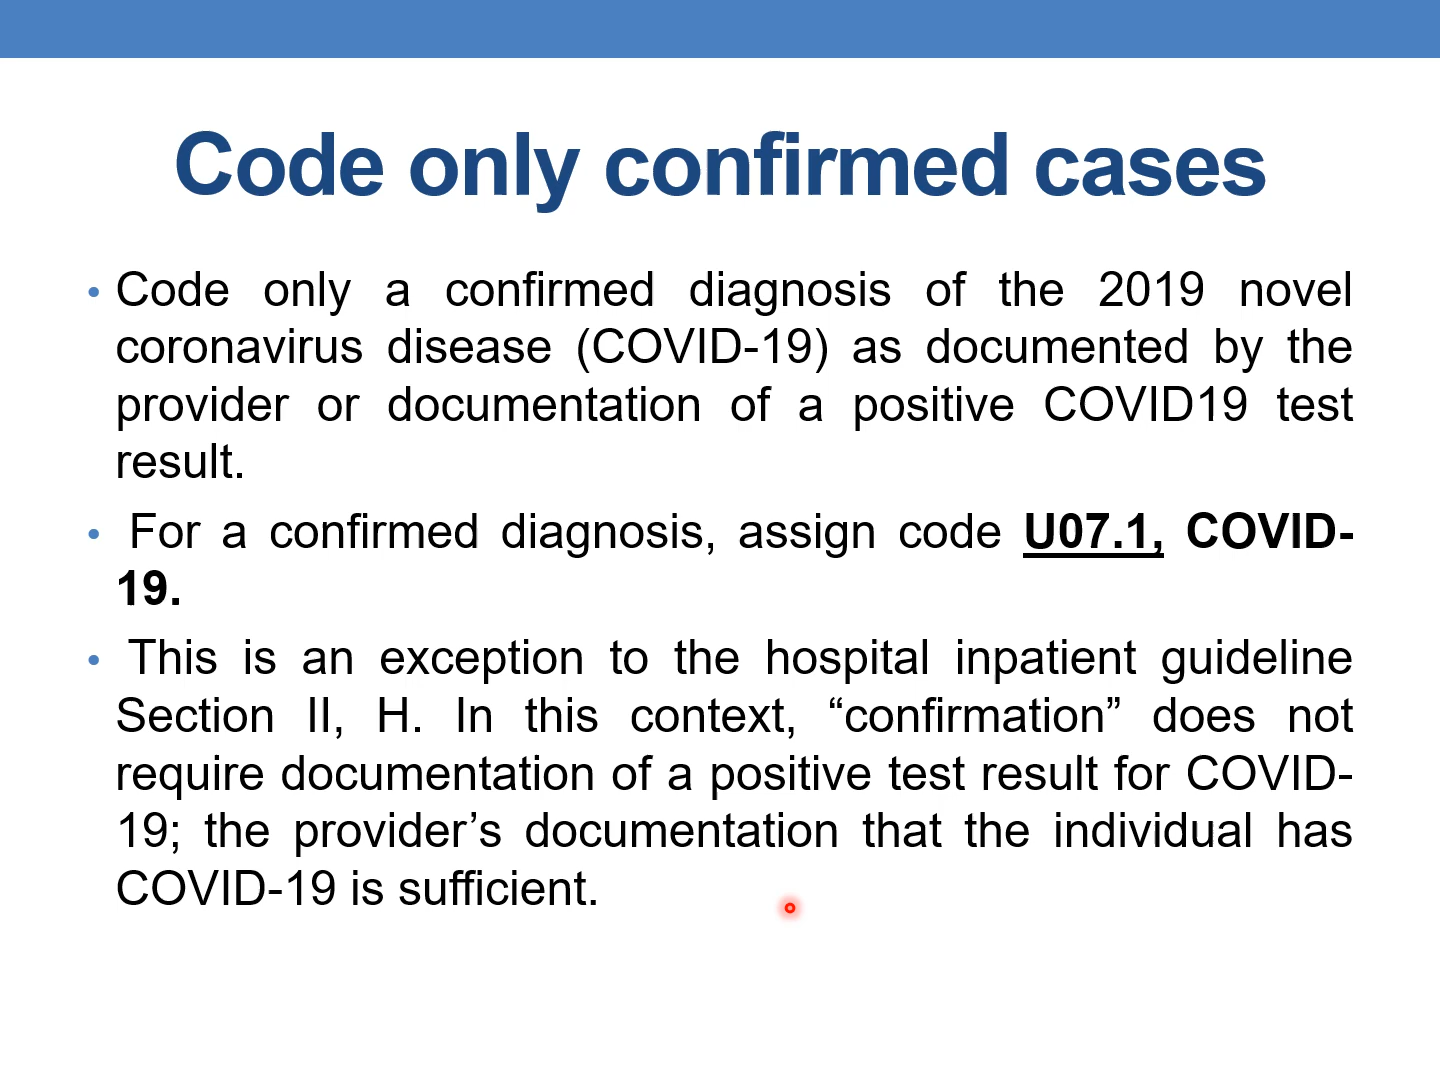 Code only confirmed cases
• Code only a confirmed diagnosis of the 2019 novel
coronavirus disease (COVID-19) as documented by the
provider or documentation of a positive COVID19 test
result.
• For a confirmed diagnosis, assign code U07.1, COVID-
19.
• This is an exception to the hospital inpatient guideline
Section II, H. In this context, “confirmation” does not
require documentation of a positive test result for COVID-
19; the provider’s documentation that the individual has
COVID-19 is sufficient.